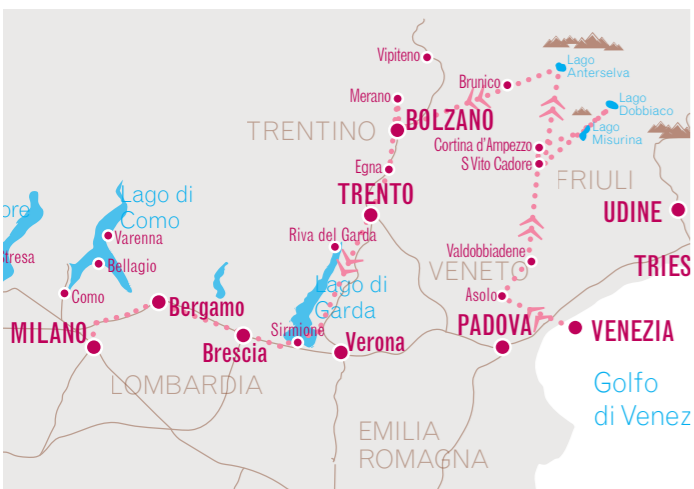 Vipiteno
Lago
Anterselva
Brunico
Merano
Lago
Dobbiaco
BOLZANO
TRENTINO
Lago
Misurina
Cortina d'Ampezzo
S Vito Cadore
Egna
FRIULI
TRENTO
Lago di
Como
ore
UDINE
Varenna
Riva del Garda
Valdobbiadene
stresa
Bellagio
VENETO
TRIES
Lago di
Garda
Como
Asolo
Bergamo
Sirmione
MILANO
Brescia
Verona
PADOVA
VENEZIA
LOMBARDIA
Golfo
di Venez
EMILIA
ROMAGNA